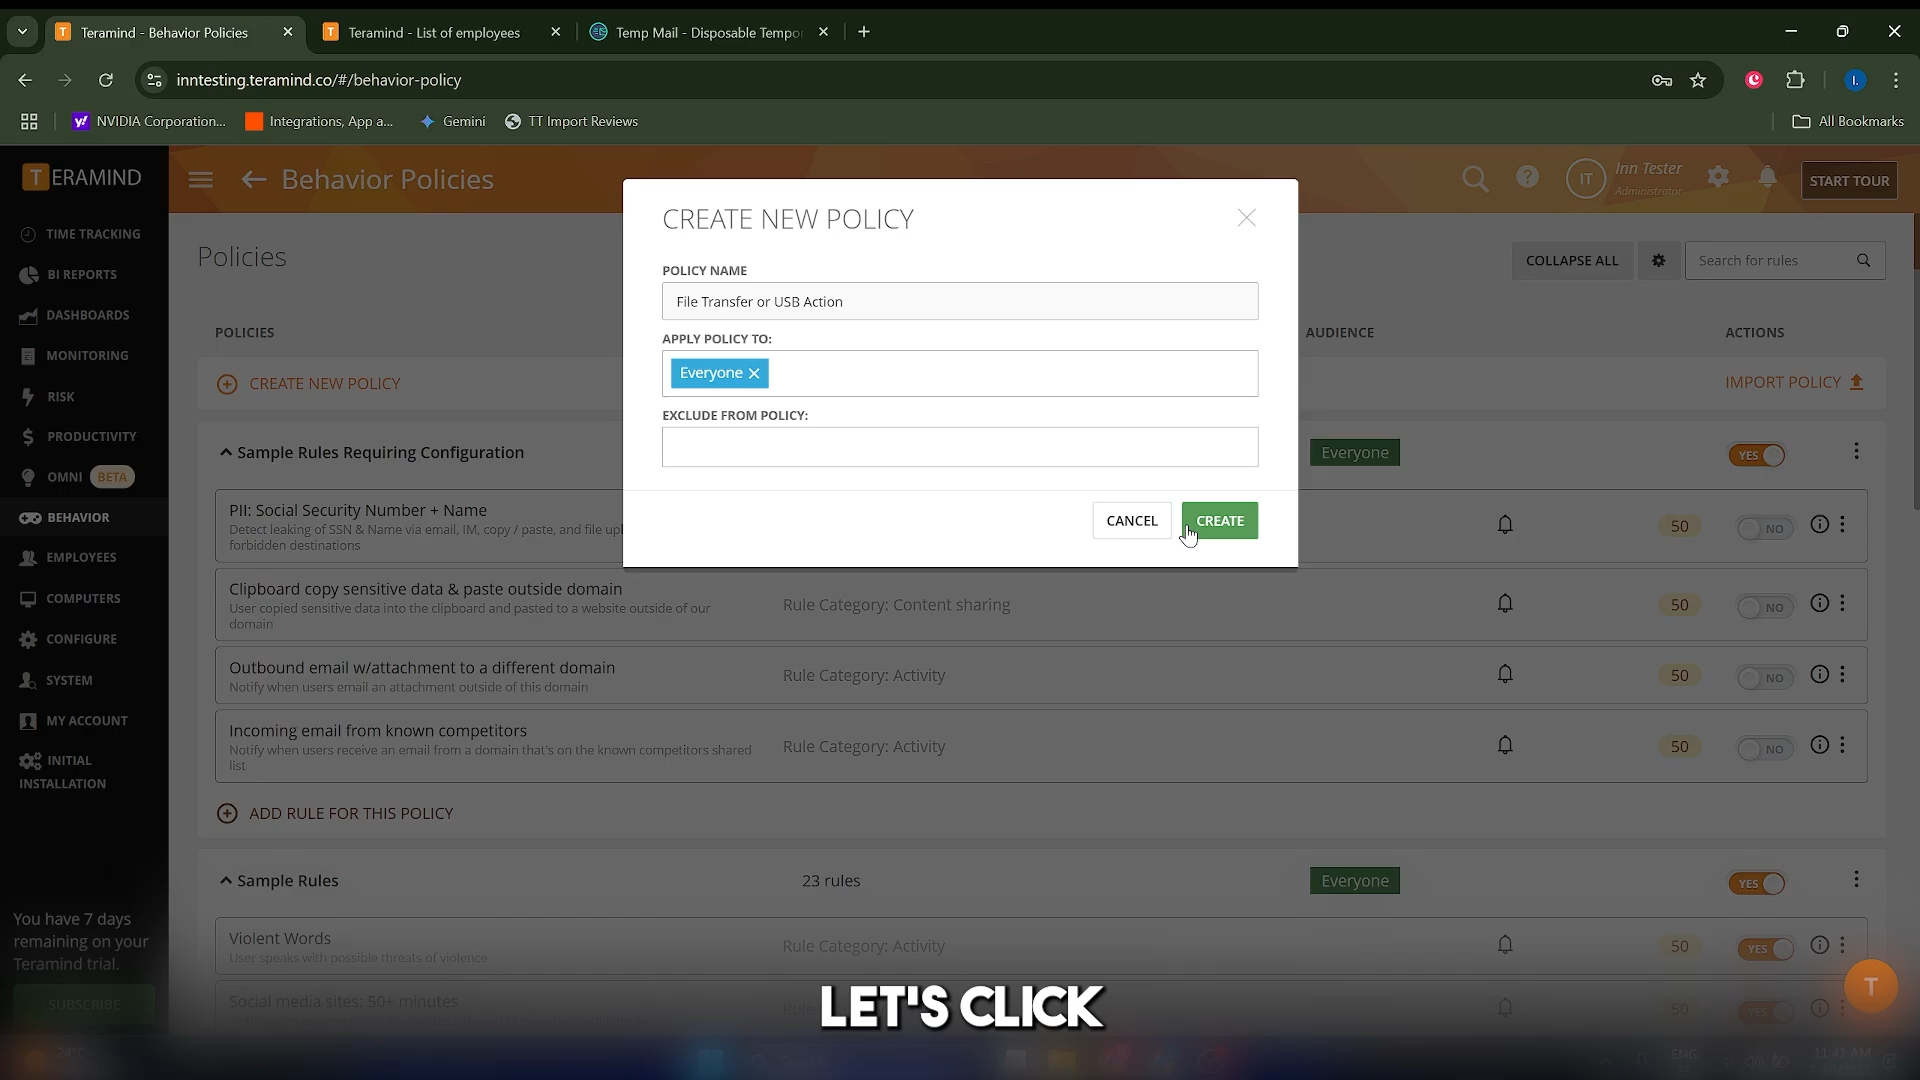 Teramind - Behavior Policies
Teramind - List of employees
Temp Mail - Disposable Tempo
inntesting.teramind.co/#/behavior-policy
NVIDIA Corporation...
Integrations, App a...
Gemini
TT Import Reviews
All Bookmarks
TERAMIND
Behavior Policies
IT
Inn Tester
Administrator
START TOUR
TIME TRACKING
BI REPORTS
DASHBOARDS
MONITORING
RISK
PRODUCTIVITY
OMNI BETA
BEHAVIOR
EMPLOYEES
COMPUTERS
CONFIGURE
SYSTEM
MY ACCOUNT
INITIAL
INSTALLATION
You have 7 days
remaining on your
Teramind trial.
SUBSCRIBE
Policies
COLLAPSE ALL
Search for rules
POLICIES
AUDIENCE
ACTIONS
CREATE NEW POLICY
IMPORT POLICY
CREATE NEW POLICY
POLICY NAME
File Transfer or USB Action
APPLY POLICY TO:
Everyone
EXCLUDE FROM POLICY:
CANCEL
CREATE
Sample Rules Requiring Configuration
Everyone
YES
PII: Social Security Number + Name
Detect leaking of SSN & Name via email, IM, copy / paste, and file upl
forbidden destinations
50
NO
Clipboard copy sensitive data & paste outside domain
User copied sensitive data into the clipboard and pasted to a website outside of our
domain
Rule Category: Content sharing
50
NO
Outbound email w/attachment to a different domain
Notify when users email an attachment outside of this domain
Rule Category: Activity
50
NO
Incoming email from known competitors
Notify when users receive an email from a domain that's on the known competitors shared
list
Rule Category: Activity
50
NO
ADD RULE FOR THIS POLICY
Sample Rules
23 rules
Everyone
YES
Violent Words
User speaks with possible threats of violence
Rule Category: Activity
50
YES
Social media sites: 50+ minutes
50
YES
T
LET'S CLICK
24°C
Search
ENG
11:41 AM